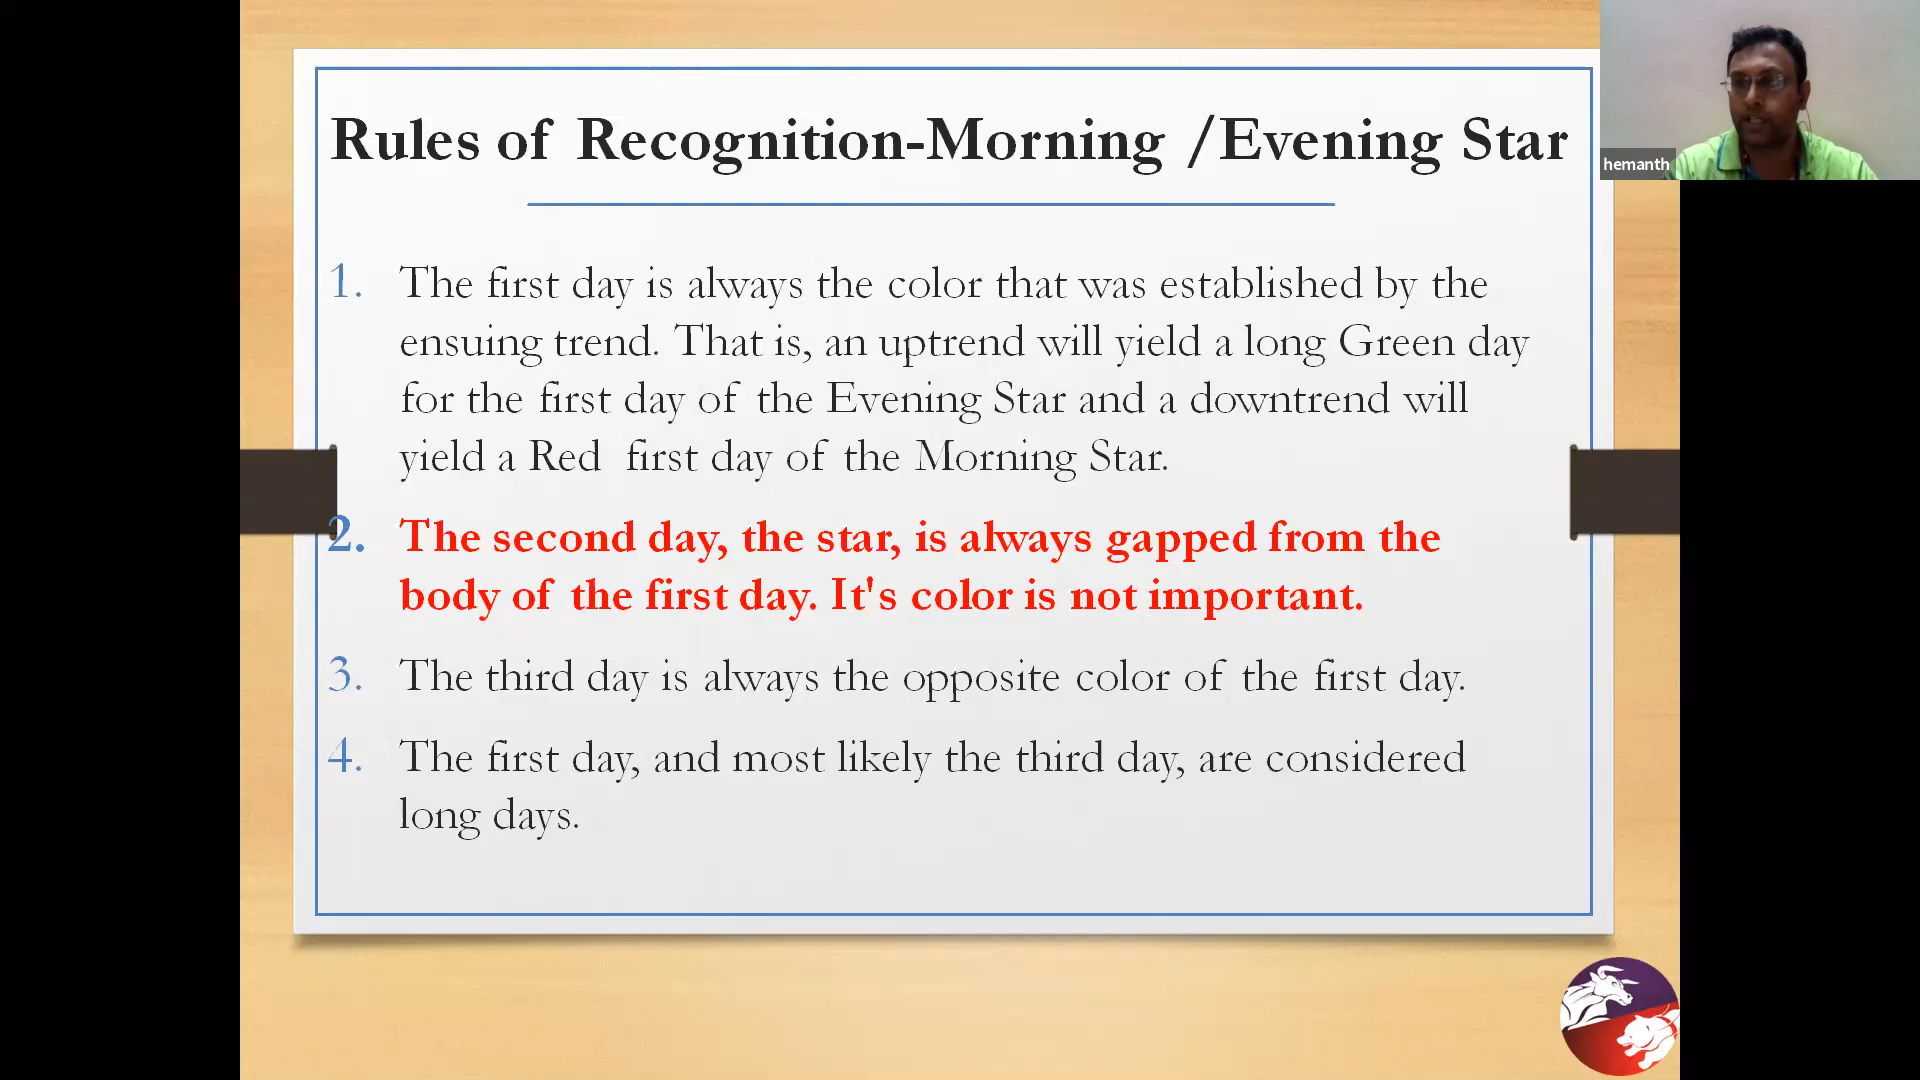 Rules of Recognition-Morning /Evening Star
hemanth
1. The first day is always the color that was established by the
ensuing trend. That is, an uptrend will yield a long Green day
for the first day of the Evening Star and a downtrend will
yield a Red first day of the Morning Star.
2. The second day, the star, is always gapped from the
body of the first day. It's color is not important.
3. The third day is always the opposite color of the first day.
4. The first day, and most likely the third day, are considered
long days.